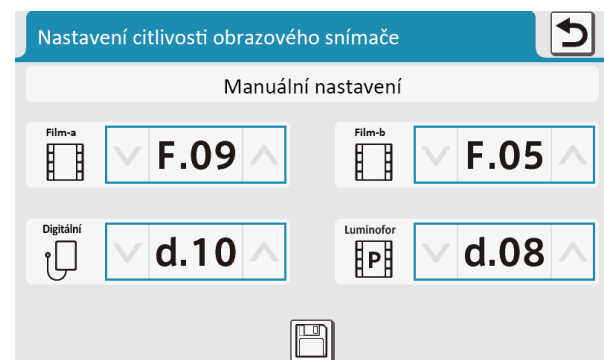 Nastavení citlivosti obrazového snímače
Manuální nastavení
Film-a
F.09
Film-b
F.05
Digitální
d.10
Luminofor
P
d.08